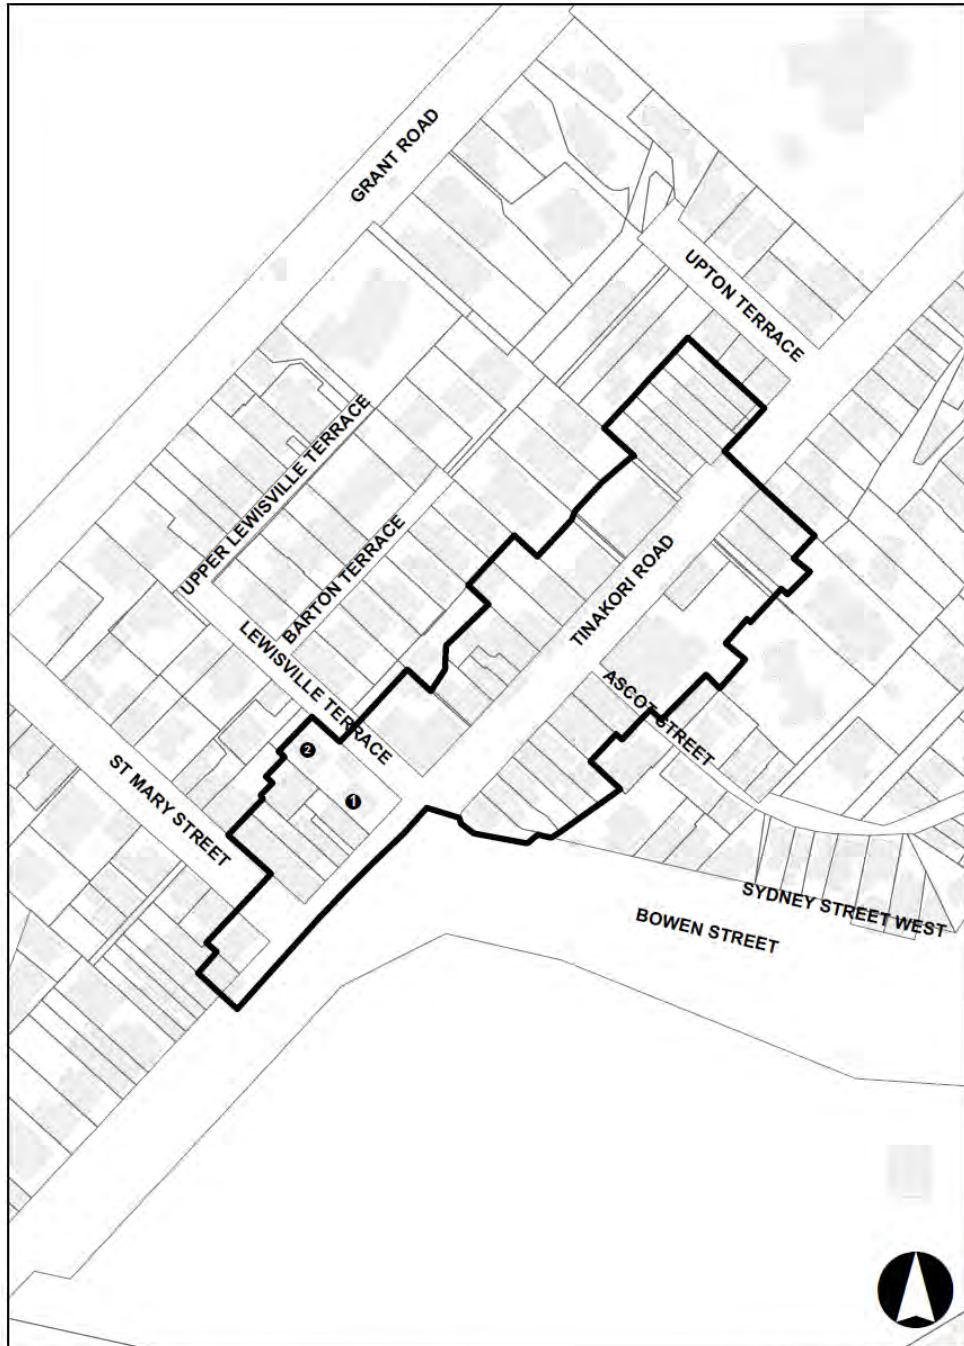 GRANT ROAD
UPTON TERRACE
UPPER LEWISVILLE TERRACE
BARTON TERRACE
TINAKORI ROAD
LEWISVILLE TERRACE
ASCOT STREET
2
1
ST MARY STREET
SYDNEY STREET WEST
BOWEN STREET